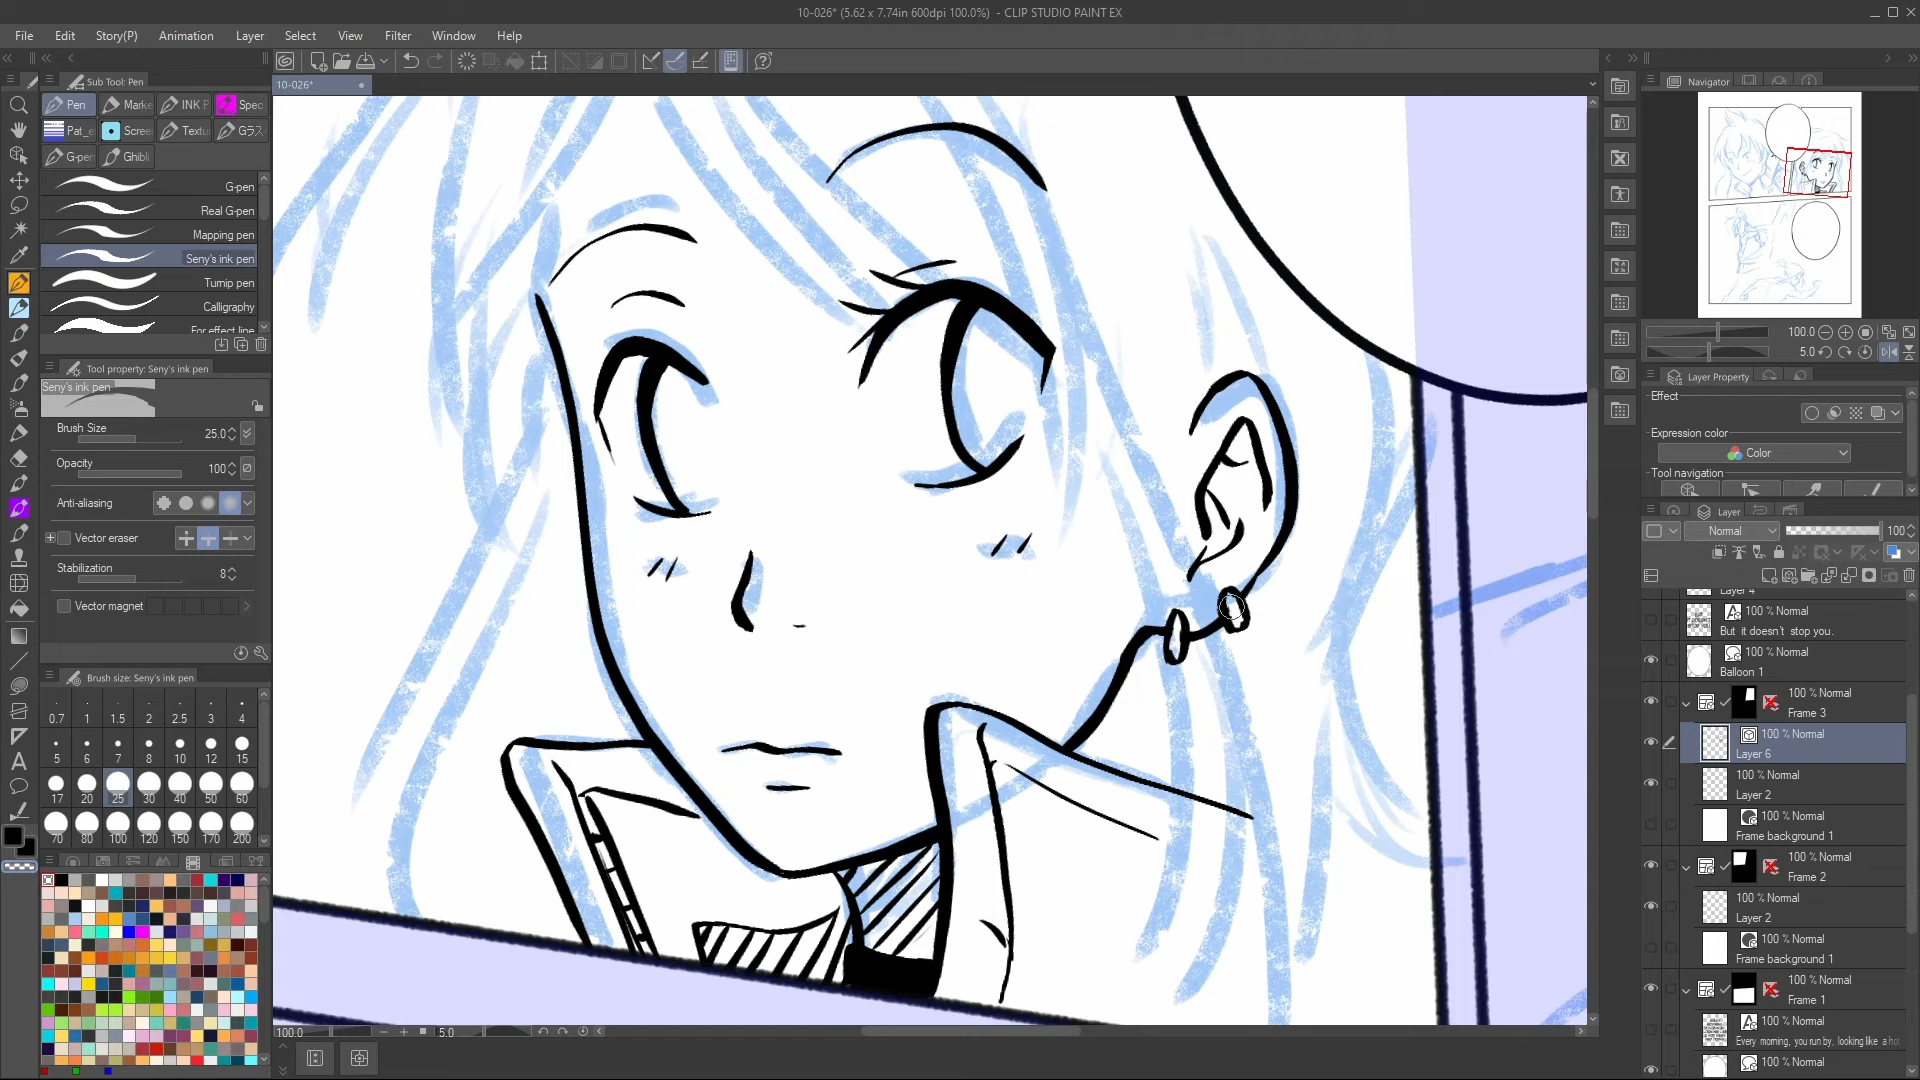 10-026* (5.62 x 7.74in 600dpi 100.0%) - CLIP STUDIO PAINT EX
File Edit Story(P) Animation Layer Select View Filter Window Help
Sub Tool: Pen
10-026*
Navigator
Pen Marke INK P Spec
Pat_e Scree Textu
G-pen Ghibli
G-pen
Real G-pen
Mapping pen
Seny's ink pen
Turnip pen
Calligraphy
For effect line
100.0
5.0
Tool property: Seny's ink pen
Layer Property
Seny's ink pen
Effect
Brush Size 25.0
Expression color
Color
Opacity 100
Tool navigation
Anti-aliasing
Layer
Normal 100
Vector eraser
Stabilization 8
Vector magnet
Layer 4
100 % Normal
But it doesn't stop you.
100 % Normal
Balloon 1
100 % Normal
Frame 3
100 % Normal
Layer 6
100 % Normal
Layer 2
100 % Normal
Frame background 1
100 % Normal
Frame 2
100 % Normal
Layer 2
100 % Normal
Frame background 1
100 % Normal
Frame 1
100 % Normal
Every morning, you run by, looking like a ho
100 % Normal
Brush size: Seny's ink pen
0.7 1 1.5 2 2.5 3 4
5 6 7 8 10 12 15
17 20 25 30 40 50 60
70 80 100 120 150 170 200
100.0 5.0